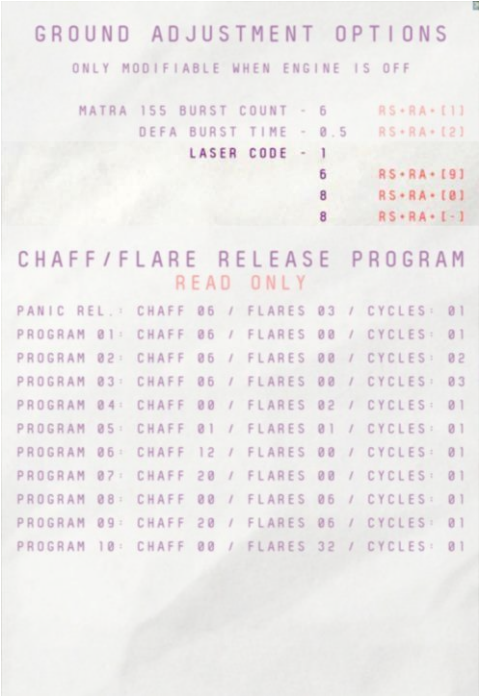 GROUND ADJUSTMENT OPTIONS
ONLY MODIFIABLE WHEN ENGINE IS OFF
MATRA 155 BURST COUNT - 6 RS+RA+[1]
DEFA BURST TIME - 0.5 RS+RA+[2]
LASER CODE - 1
6 RS+RA+[9]
8 RS+RA+[0]
8 RS+RA+[-]
CHAFF/FLARE RELEASE PROGRAM
READ ONLY
PANIC REL.: CHAFF 06 / FLARES 03 / CYCLES: 01
PROGRAM 01: CHAFF 06 / FLARES 00 / CYCLES: 01
PROGRAM 02: CHAFF 06 / FLARES 00 / CYCLES: 02
PROGRAM 03: CHAFF 06 / FLARES 00 / CYCLES: 03
PROGRAM 04: CHAFF 00 / FLARES 02 / CYCLES: 01
PROGRAM 05: CHAFF 01 / FLARES 01 / CYCLES: 01
PROGRAM 06: CHAFF 12 / FLARES 00 / CYCLES: 01
PROGRAM 07: CHAFF 20 / FLARES 00 / CYCLES: 01
PROGRAM 08: CHAFF 00 / FLARES 06 / CYCLES: 01
PROGRAM 09: CHAFF 20 / FLARES 06 / CYCLES: 01
PROGRAM 10: CHAFF 00 / FLARES 32 / CYCLES: 01